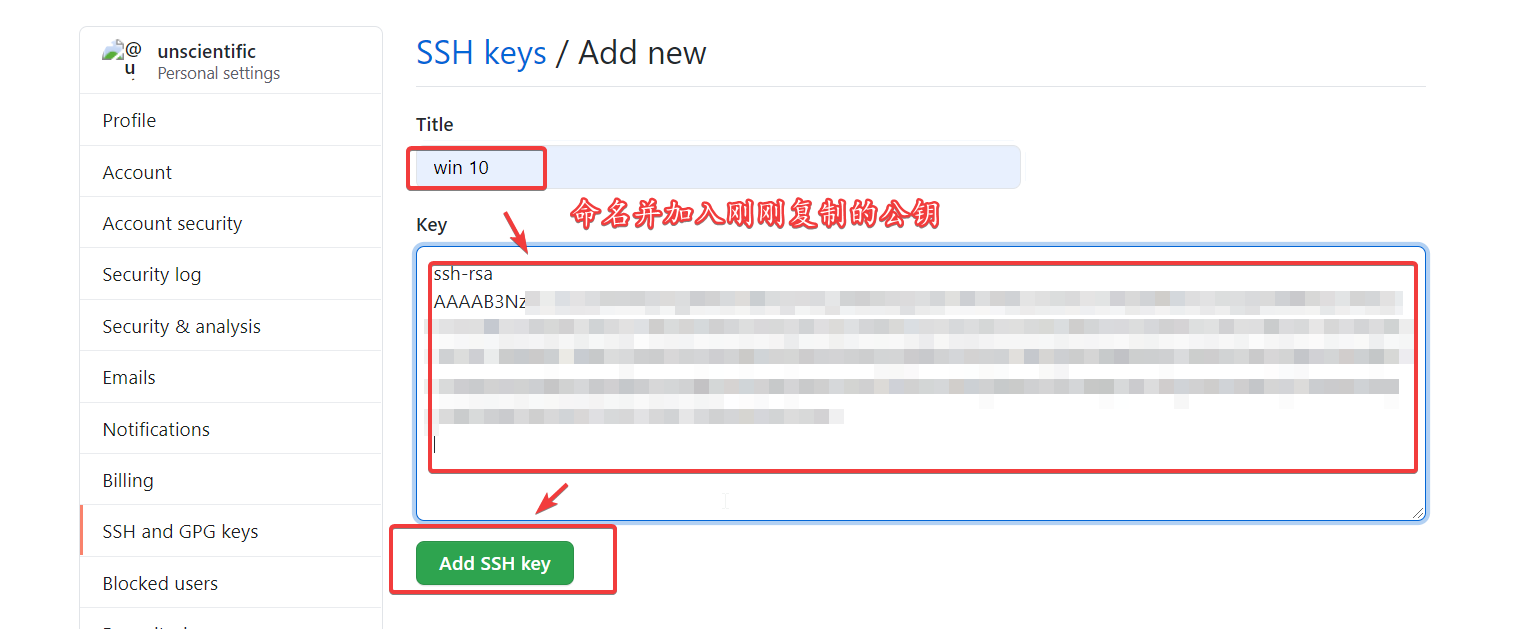 @
u
unscientific
Personal settings
Profile
Account
Account security
Security log
Security & analysis
Emails
Notifications
Billing
SSH and GPG keys
Blocked users
SSH keys / Add new
Title
win 10
命名并加入刚刚复制的公钥
Key
ssh-rsa
AAAAB3Nz
Add SSH key